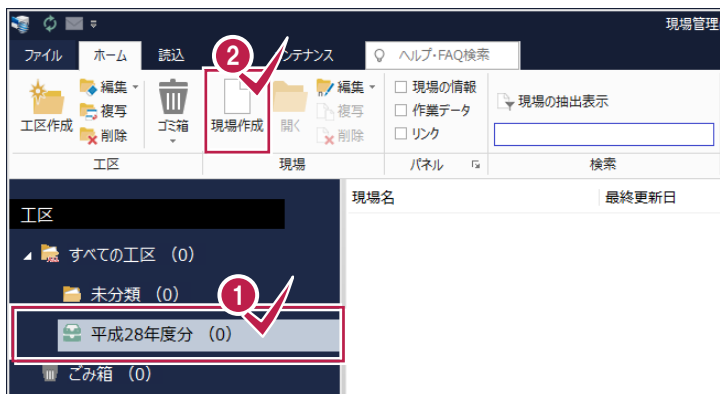 現場管理
ファイル ホーム 読込 ンテナンス ヘルプ・FAQ検索
2
工区作成 編集 複写 削除 ゴミ箱
現場作成 開く 編集 複写 削除
現場の情報
作業データ
リンク
現場の抽出表示
工区 現場 パネル 検索
工区
現場名 最終更新日
すべての工区 (0)
未分類 (0)
1
平成28年度分 (0)
ごみ箱 (0)